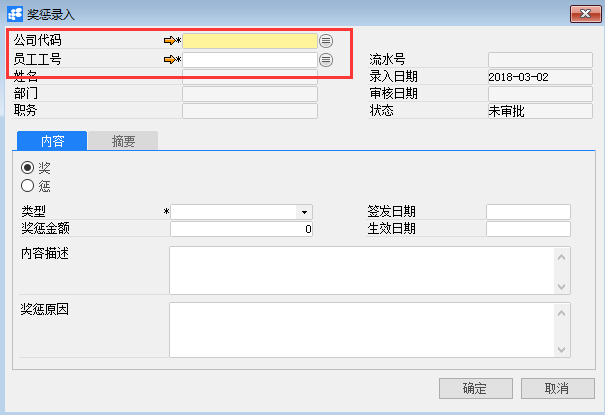 奖惩录入
公司代码 *
员工工号 * 流水号
姓名 录入日期 2018-03-02
部门 审核日期
职务 状态 未审批
内容 摘要
奖
惩
类型 * 签发日期
奖惩金额 0 生效日期
内容描述
奖惩原因
确定 取消